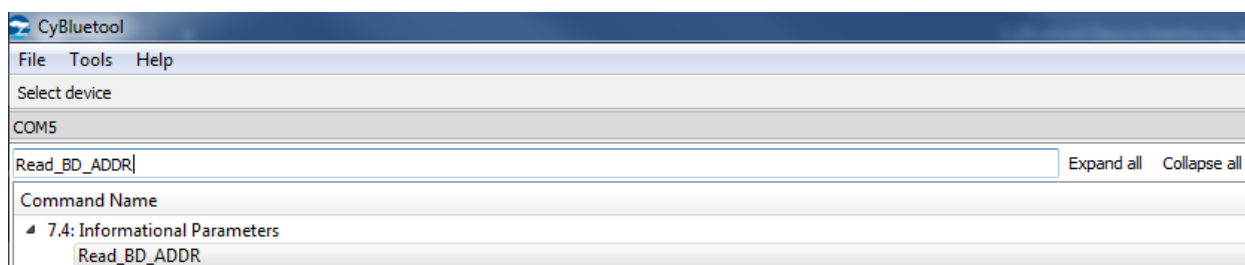 CyBluetool
File Tools Help
Select device
COM5
Read_BD_ADDR Expand all Collapse all
Command Name
7.4: Informational Parameters
Read_BD_ADDR